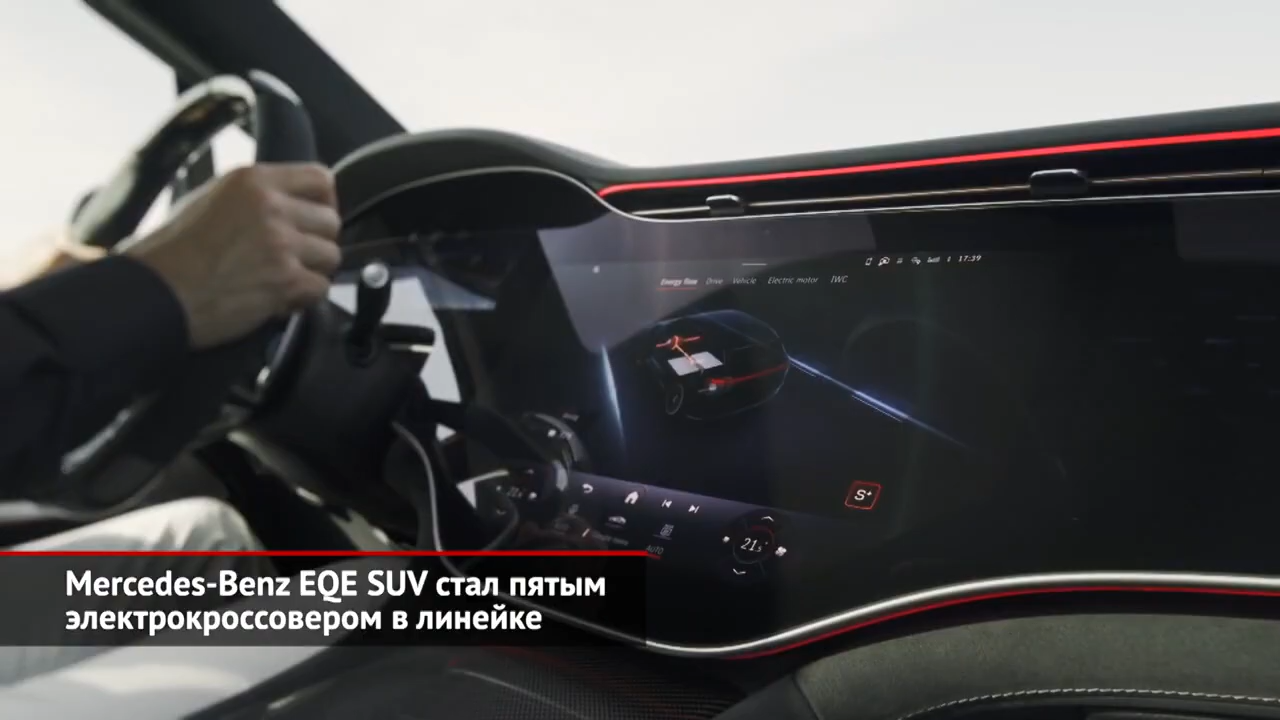 17:39
Energy flow Drive Vehicle Electric motor IWC
S+
21.5
AUTO
Mercedes-Benz EQE SUV стал пятым
электрокроссовером в линейке